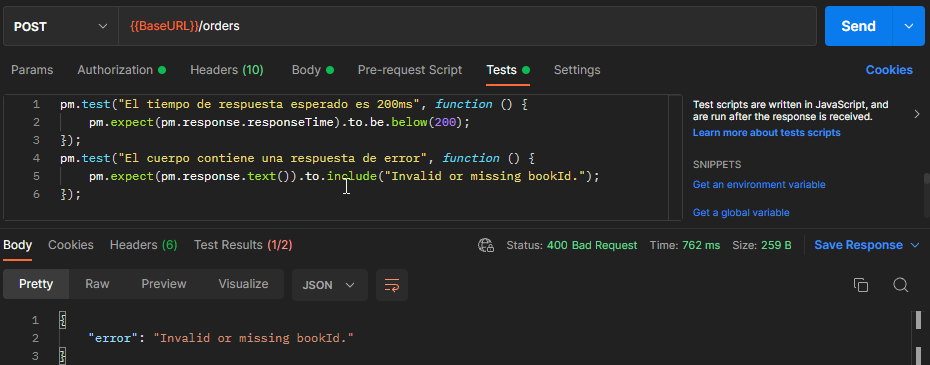 POST {{BaseURL}}/orders Send
Params Authorization Headers (10) Body Pre-request Script Tests Settings Cookies
1 pm.test("El tiempo de respuesta esperado es 200ms", function () {
2 pm.expect(pm.response.responseTime).to.be.below(200);
3 });
4 pm.test("El cuerpo contiene una respuesta de error", function () {
5 pm.expect(pm.response.text()).to.include("Invalid or missing bookId.");
6 });
Test scripts are written in JavaScript, and
are run after the response is received.
Learn more about tests scripts
SNIPPETS
Get an environment variable
Get a global variable
Body Cookies Headers (6) Test Results (1/2) Status: 400 Bad Request Time: 762 ms Size: 259 B Save Response
Pretty Raw Preview Visualize JSON
1 {
2 "error": "Invalid or missing bookId."
3 }